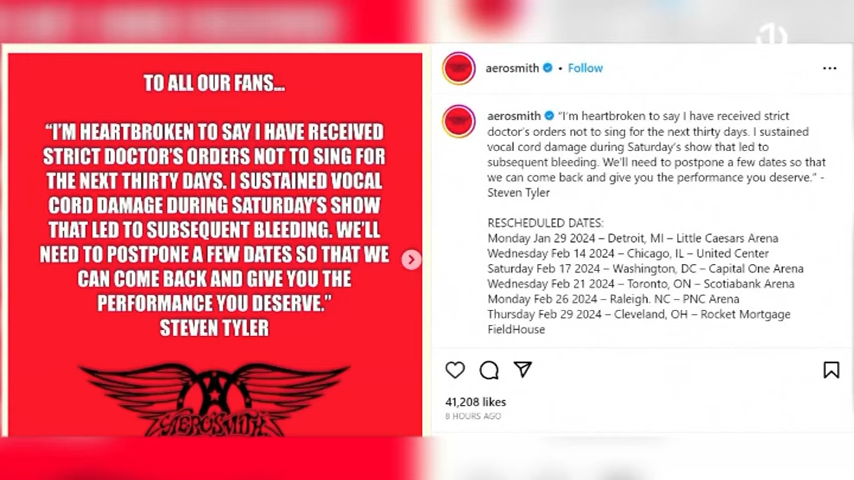 TO ALL OUR FANS...
"I'M HEARTBROKEN TO SAY I HAVE RECEIVED
STRICT DOCTOR'S ORDERS NOT TO SING FOR
THE NEXT THIRTY DAYS. I SUSTAINED VOCAL
CORD DAMAGE DURING SATURDAY'S SHOW
THAT LED TO SUBSEQUENT BLEEDING. WE'LL
NEED TO POSTPONE A FEW DATES SO THAT WE
CAN COME BACK AND GIVE YOU THE
PERFORMANCE YOU DESERVE."
STEVEN TYLER
AEROSMITH
aerosmith • Follow
aerosmith "I'm heartbroken to say I have received strict
doctor's orders not to sing for the next thirty days. I sustained
vocal cord damage during Saturday's show that led to
subsequent bleeding. We'll need to postpone a few dates so that
we can come back and give you the performance you deserve." -
Steven Tyler
RESCHEDULED DATES:
Monday Jan 29 2024 – Detroit, MI – Little Caesars Arena
Wednesday Feb 14 2024 – Chicago, IL – United Center
Saturday Feb 17 2024 – Washington, DC – Capital One Arena
Wednesday Feb 21 2024 – Toronto, ON – Scotiabank Arena
Monday Feb 26 2024 – Raleigh. NC – PNC Arena
Thursday Feb 29 2024 – Cleveland, OH – Rocket Mortgage
FieldHouse
41,208 likes
8 HOURS AGO